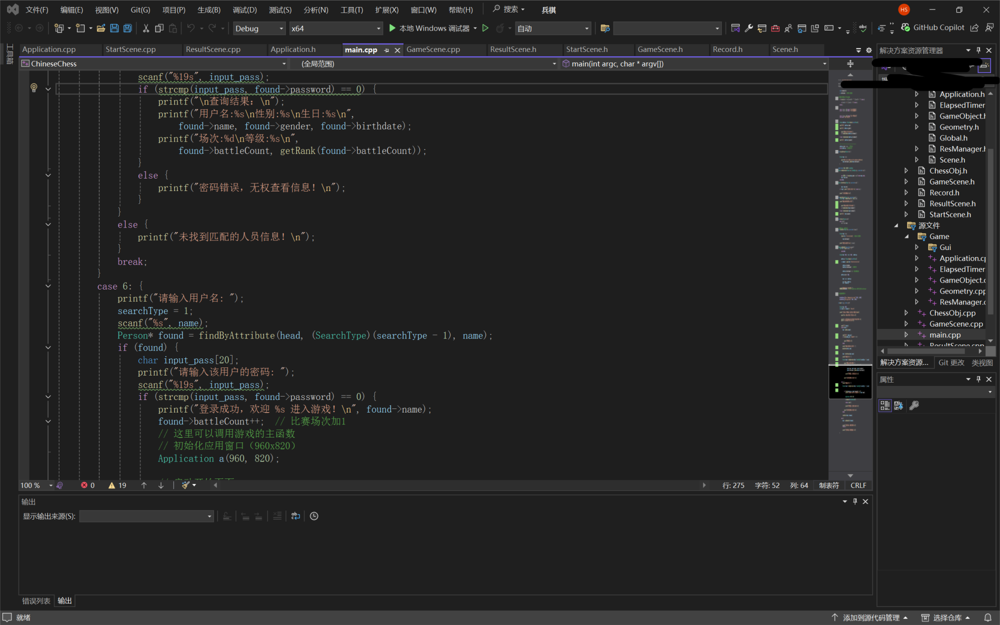 文件(F) 编辑(E) 视图(V) Git(G) 项目(P) 生成(B) 调试(D) 测试(S) 分析(N) 工具(T) 扩展(X) 窗口(W) 帮助(H) 搜索 兵棋 HS
Debug x64 本地 Windows 调试器 自动 GitHub Copilot
工具箱
Application.cpp StartScene.cpp ResultScene.cpp Application.h main.cpp GameScene.cpp ResultScene.h StartScene.h GameScene.h Record.h Scene.h
ChineseChess (全局范围) main(int argc, char * argv[])
scanf("%19s", input_pass);
if (strcmp(input_pass, found->password) == 0) {
printf("\n查询结果：\n");
printf("用户名:%s\n性别:%s\n生日:%s\n",
found->name, found->gender, found->birthdate);
printf("场次:%d\n等级:%s\n",
found->battleCount, getRank(found->battleCount));
}
else {
printf("密码错误，无权查看信息！\n");
}
}
else {
printf("未找到匹配的人员信息！\n");
}
break;
}
case 6: {
printf("请输入用户名: ");
searchType = 1;
scanf("%s", name);
Person* found = findByAttribute(head, (SearchType)(searchType - 1), name);
if (found) {
char input_pass[20];
printf("请输入该用户的密码: ");
scanf("%19s", input_pass);
if (strcmp(input_pass, found->password) == 0) {
printf("登录成功，欢迎 %s 进入游戏！\n", found->name);
found->battleCount++; // 比赛场次加1
// 这里可以调用游戏的主函数
// 初始化应用窗口（960x820）
Application a(960, 820);
100 % 0 19 行: 275 字符: 52 列: 64 制表符 CRLF
输出
显示输出来源(S):
错误列表 输出
解决方案资源管理器
Application.h
ElapsedTimer
GameObject.h
Geometry.h
Global.h
ResManager.h
Scene.h
ChessObj.h
GameScene.h
Record.h
ResultScene.h
StartScene.h
源文件
Game
Gui
Application.cp
ElapsedTimer
GameObject.c
Geometry.cpp
ResManager.c
ChessObj.cpp
GameScene.cpp
main.cpp
ResultScene.cpp
解决方案资源... Git 更改 类视图
属性
就绪 添加到源代码管理 选择仓库